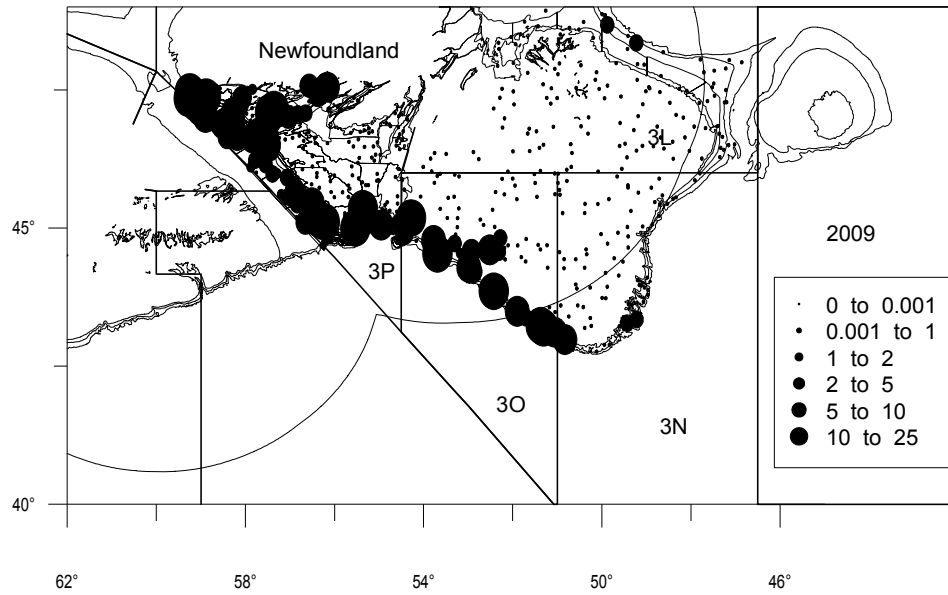 Newfoundland
3L
45°
2009
3P
0 to 0.001
0.001 to 1
1 to 2
2 to 5
5 to 10
10 to 25
3O
3N
40°
62°
58°
54°
50°
46°